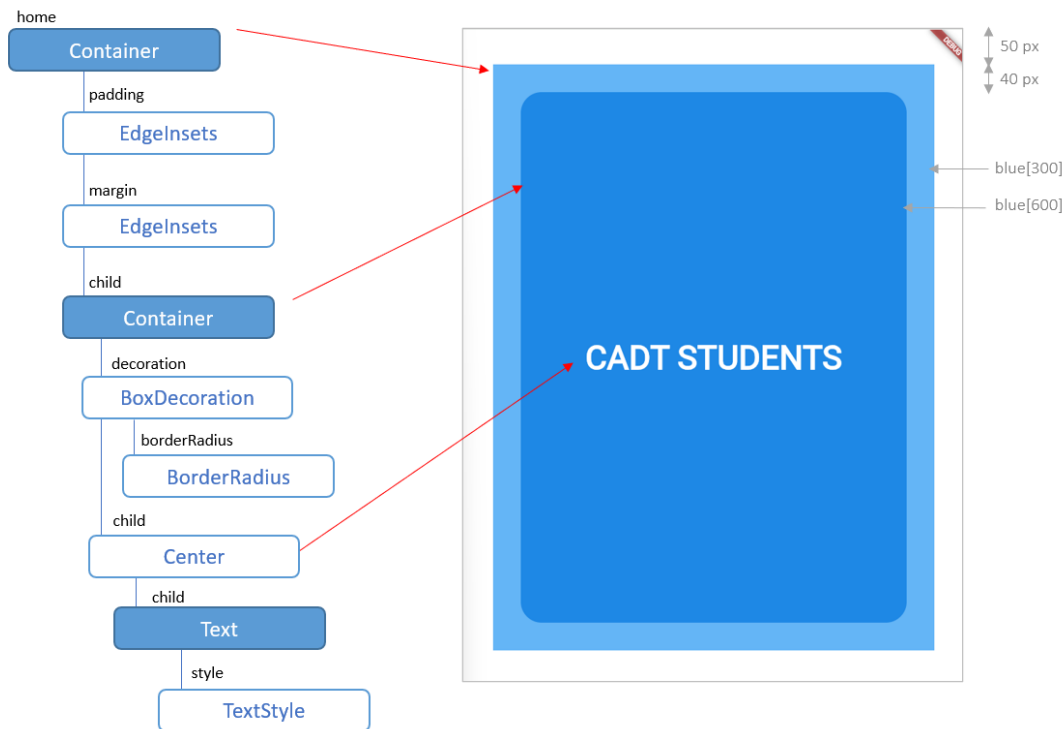 home
Container
padding
EdgeInsets
margin
EdgeInsets
child
Container
decoration
BoxDecoration
borderRadius
BorderRadius
child
Center
child
Text
style
TextStyle
DEBUG
CADT STUDENTS
50 px
40 px
blue[300]
blue[600]